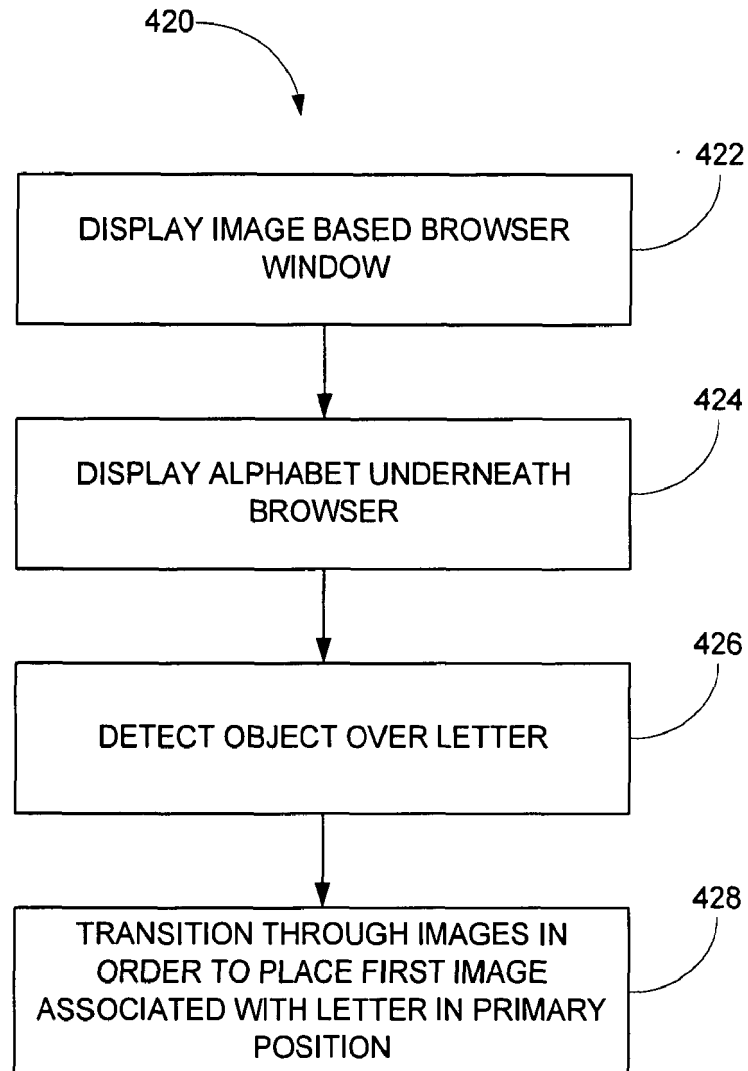 420
422
DISPLAY IMAGE BASED BROWSER
WINDOW
424
DISPLAY ALPHABET UNDERNEATH
BROWSER
426
DETECT OBJECT OVER LETTER
428
TRANSITION THROUGH IMAGES IN
ORDER TO PLACE FIRST IMAGE
ASSOCIATED WITH LETTER IN PRIMARY
POSITION